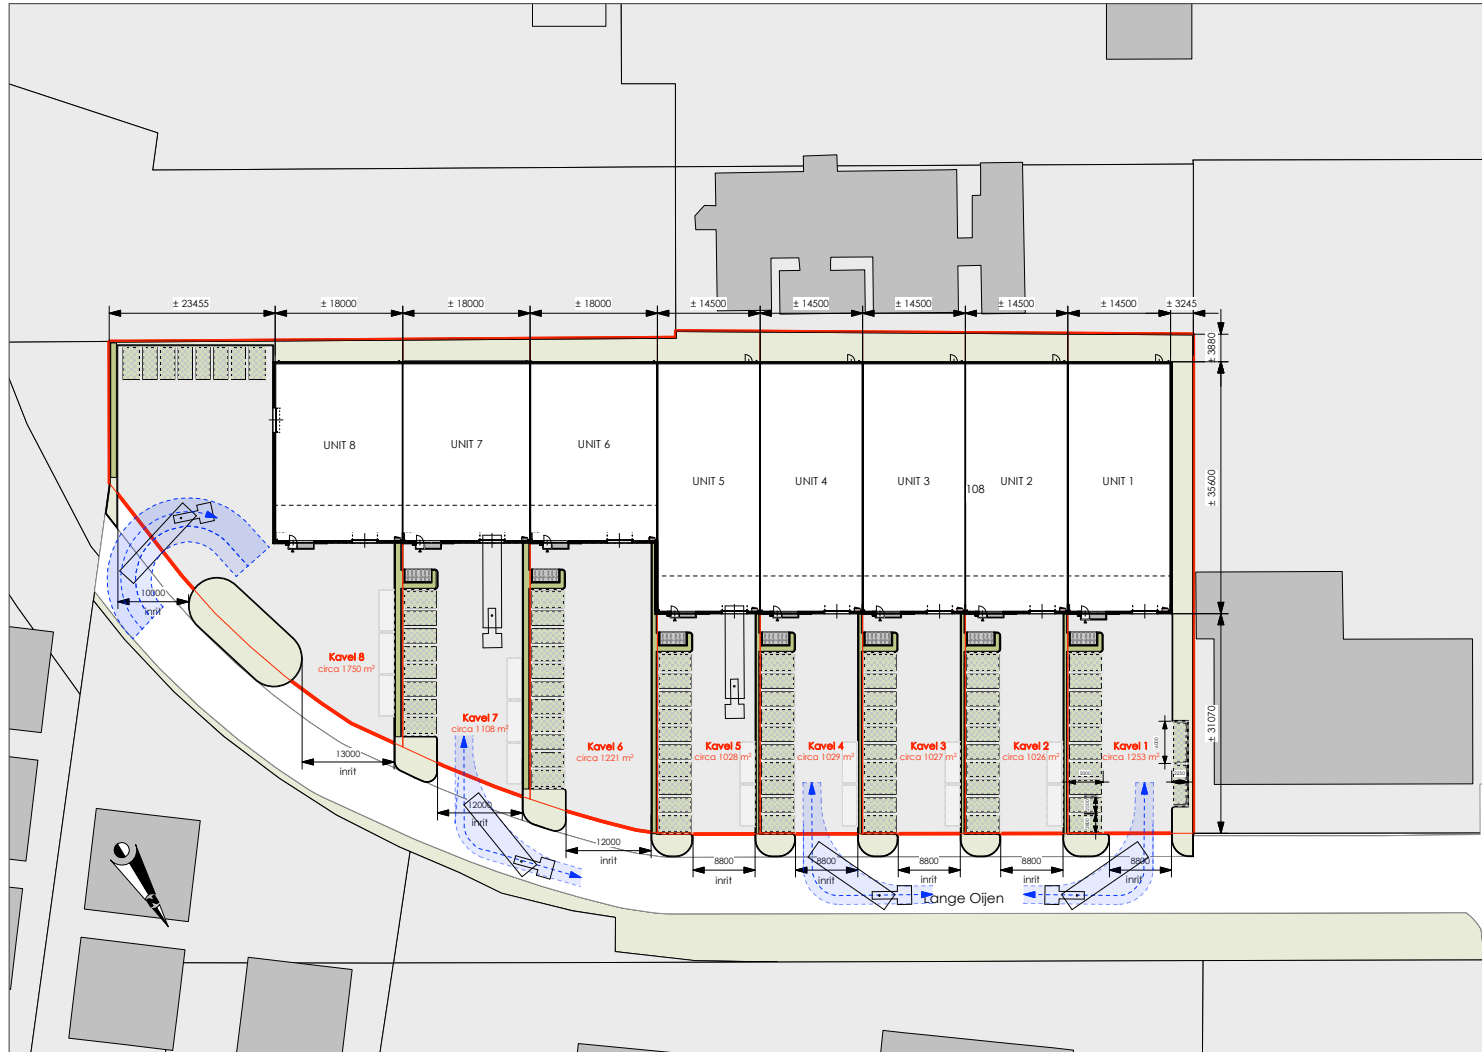 ± 23455
± 18000
± 18000
± 18000
± 14500
± 14500
± 14500
± 14500
± 14500
± 3245
± 3880
UNIT 8
UNIT 7
UNIT 6
UNIT 5
UNIT 4
UNIT 3
108
UNIT 2
UNIT 1
± 35600
10000
inrit
Kavel 8
circa 1750 m²
Kavel 7
circa 1108 m²
Kavel 6
circa 1221 m²
Kavel 5
circa 1028 m²
Kavel 4
circa 1029 m²
Kavel 3
circa 1027 m²
Kavel 2
circa 1026 m²
Kavel 1
circa 1253 m²
± 31070
13000
inrit
12000
inrit
12000
inrit
8800
inrit
8800
inrit
8800
inrit
8800
inrit
8800
inrit
6000
5000
2250
Lange Oijen